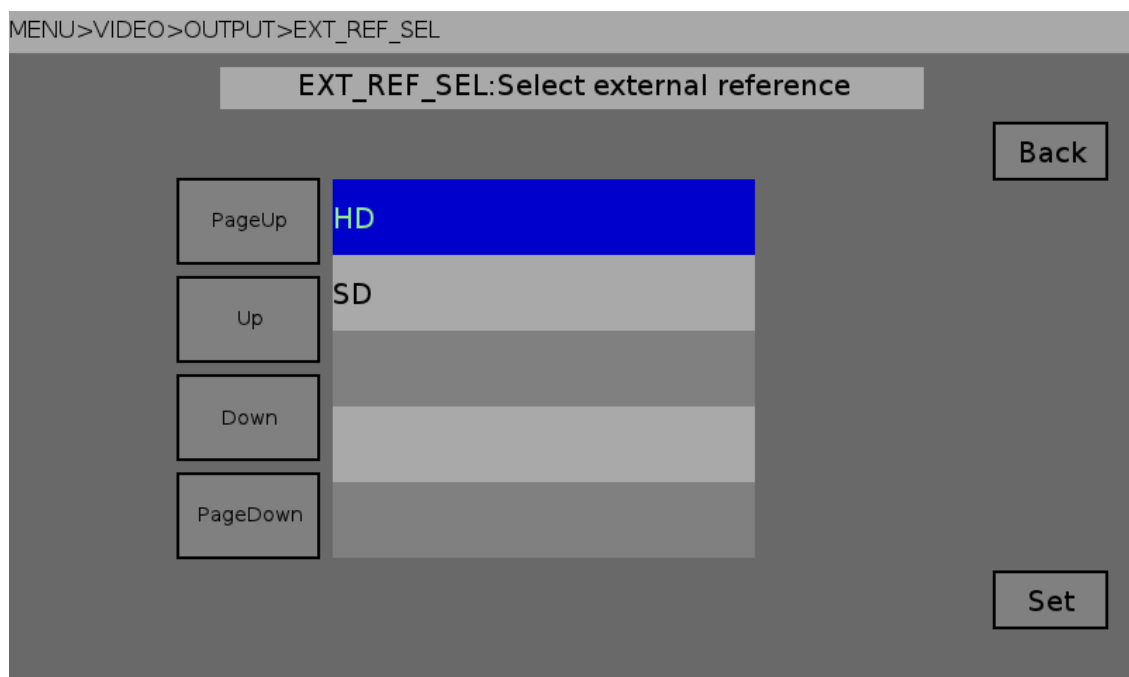 MENU>VIDEO>OUTPUT>EXT_REF_SEL
EXT_REF_SEL:Select external reference
Back
PageUp
HD
SD
Up
Down
PageDown
Set